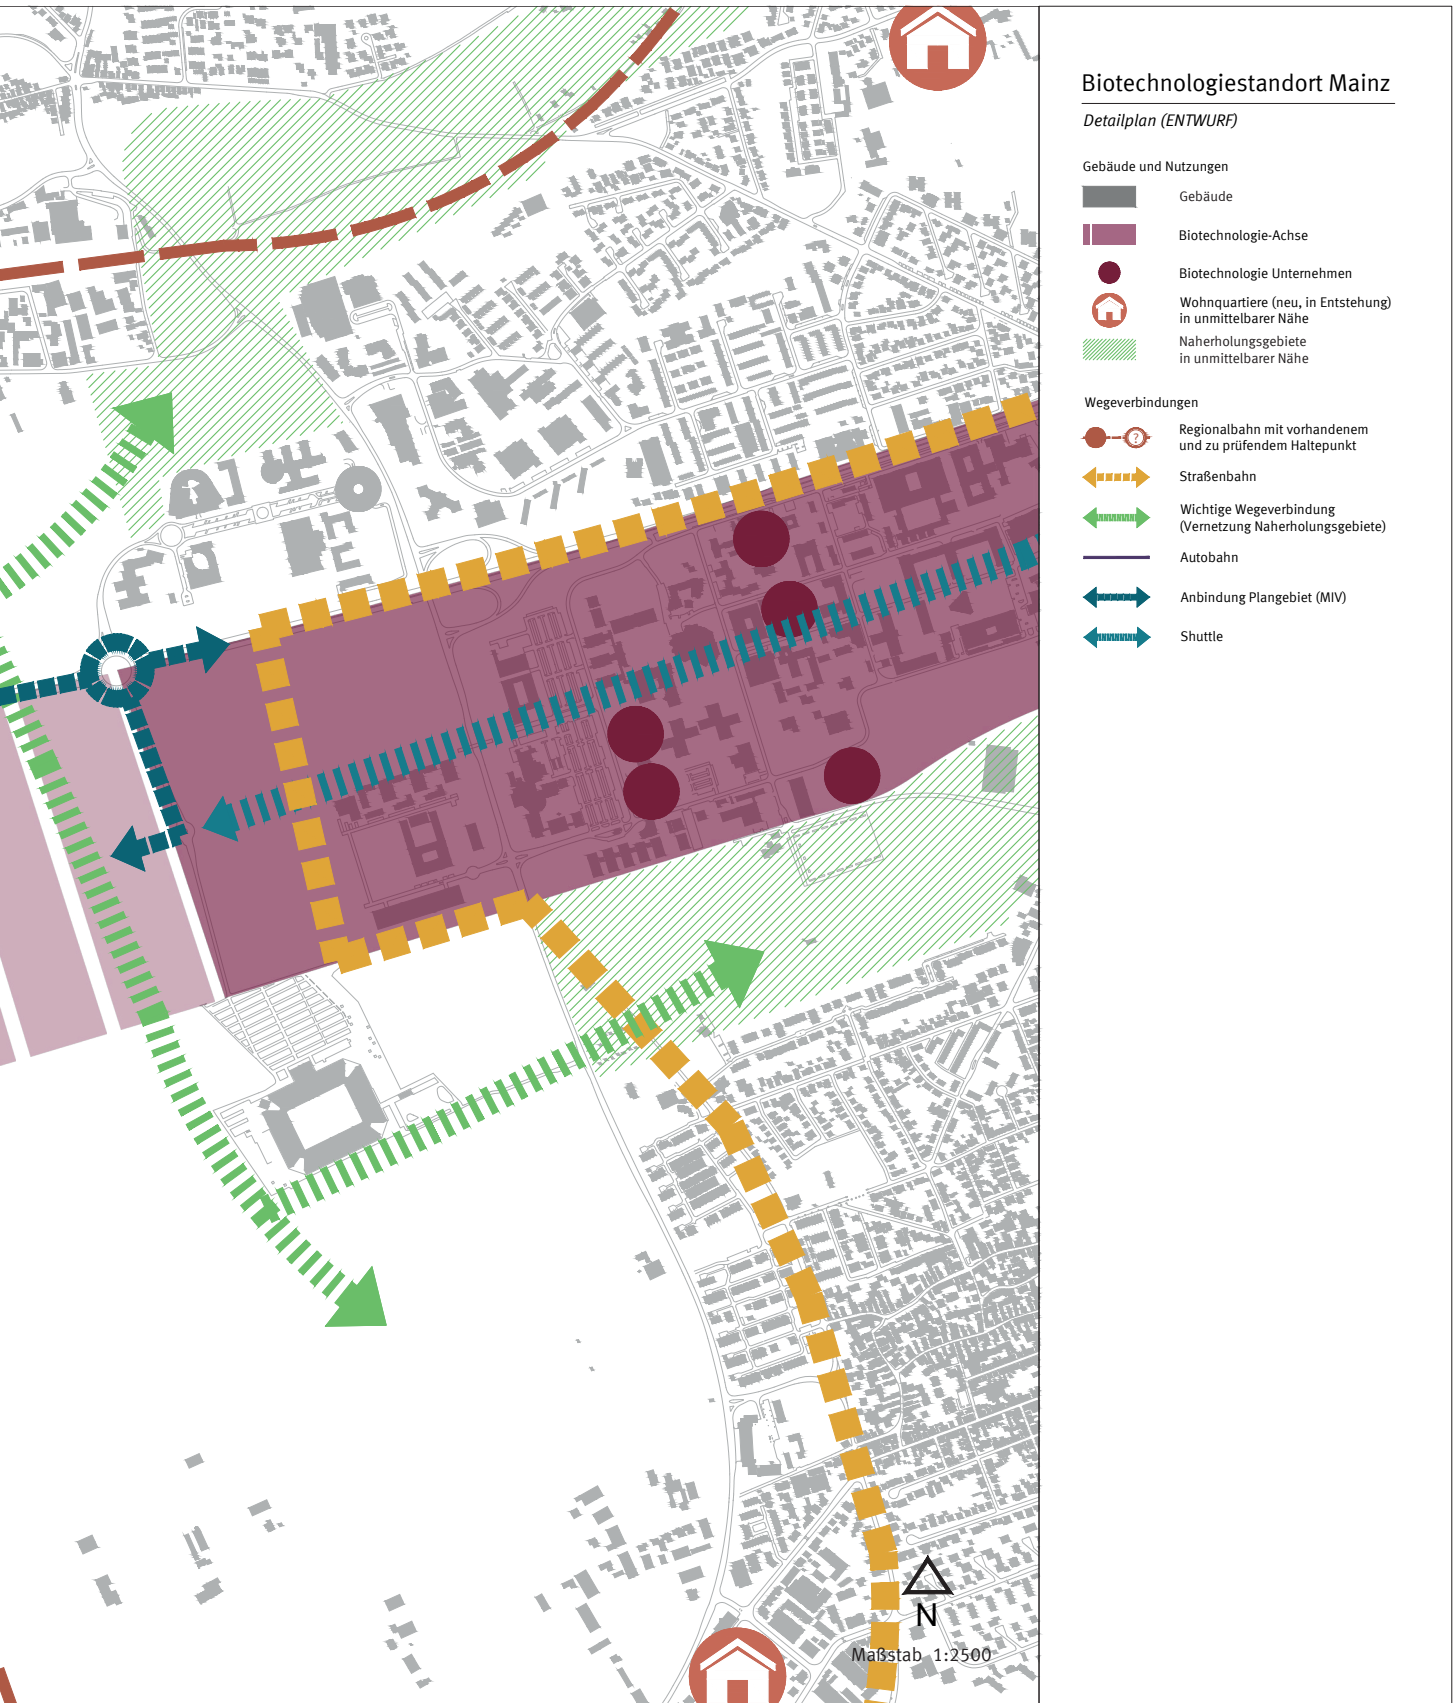 Biotechnologiestandort Mainz
Detailplan (ENTWURF)
Gebäude und Nutzungen
Gebäude
Biotechnologie-Achse
Biotechnologie Unternehmen
Wohnquartiere (neu, in Entstehung)
in unmittelbarer Nähe
Naherholungsgebiete
in unmittelbarer Nähe
Wegeverbindungen
?
Regionalbahn mit vorhandenem
und zu prüfendem Haltepunkt
Straßenbahn
Wichtige Wegeverbindung
(Vernetzung Naherholungsgebiete)
Autobahn
Anbindung Plangebiet (MIV)
Shuttle
N
Maßstab 1:2500